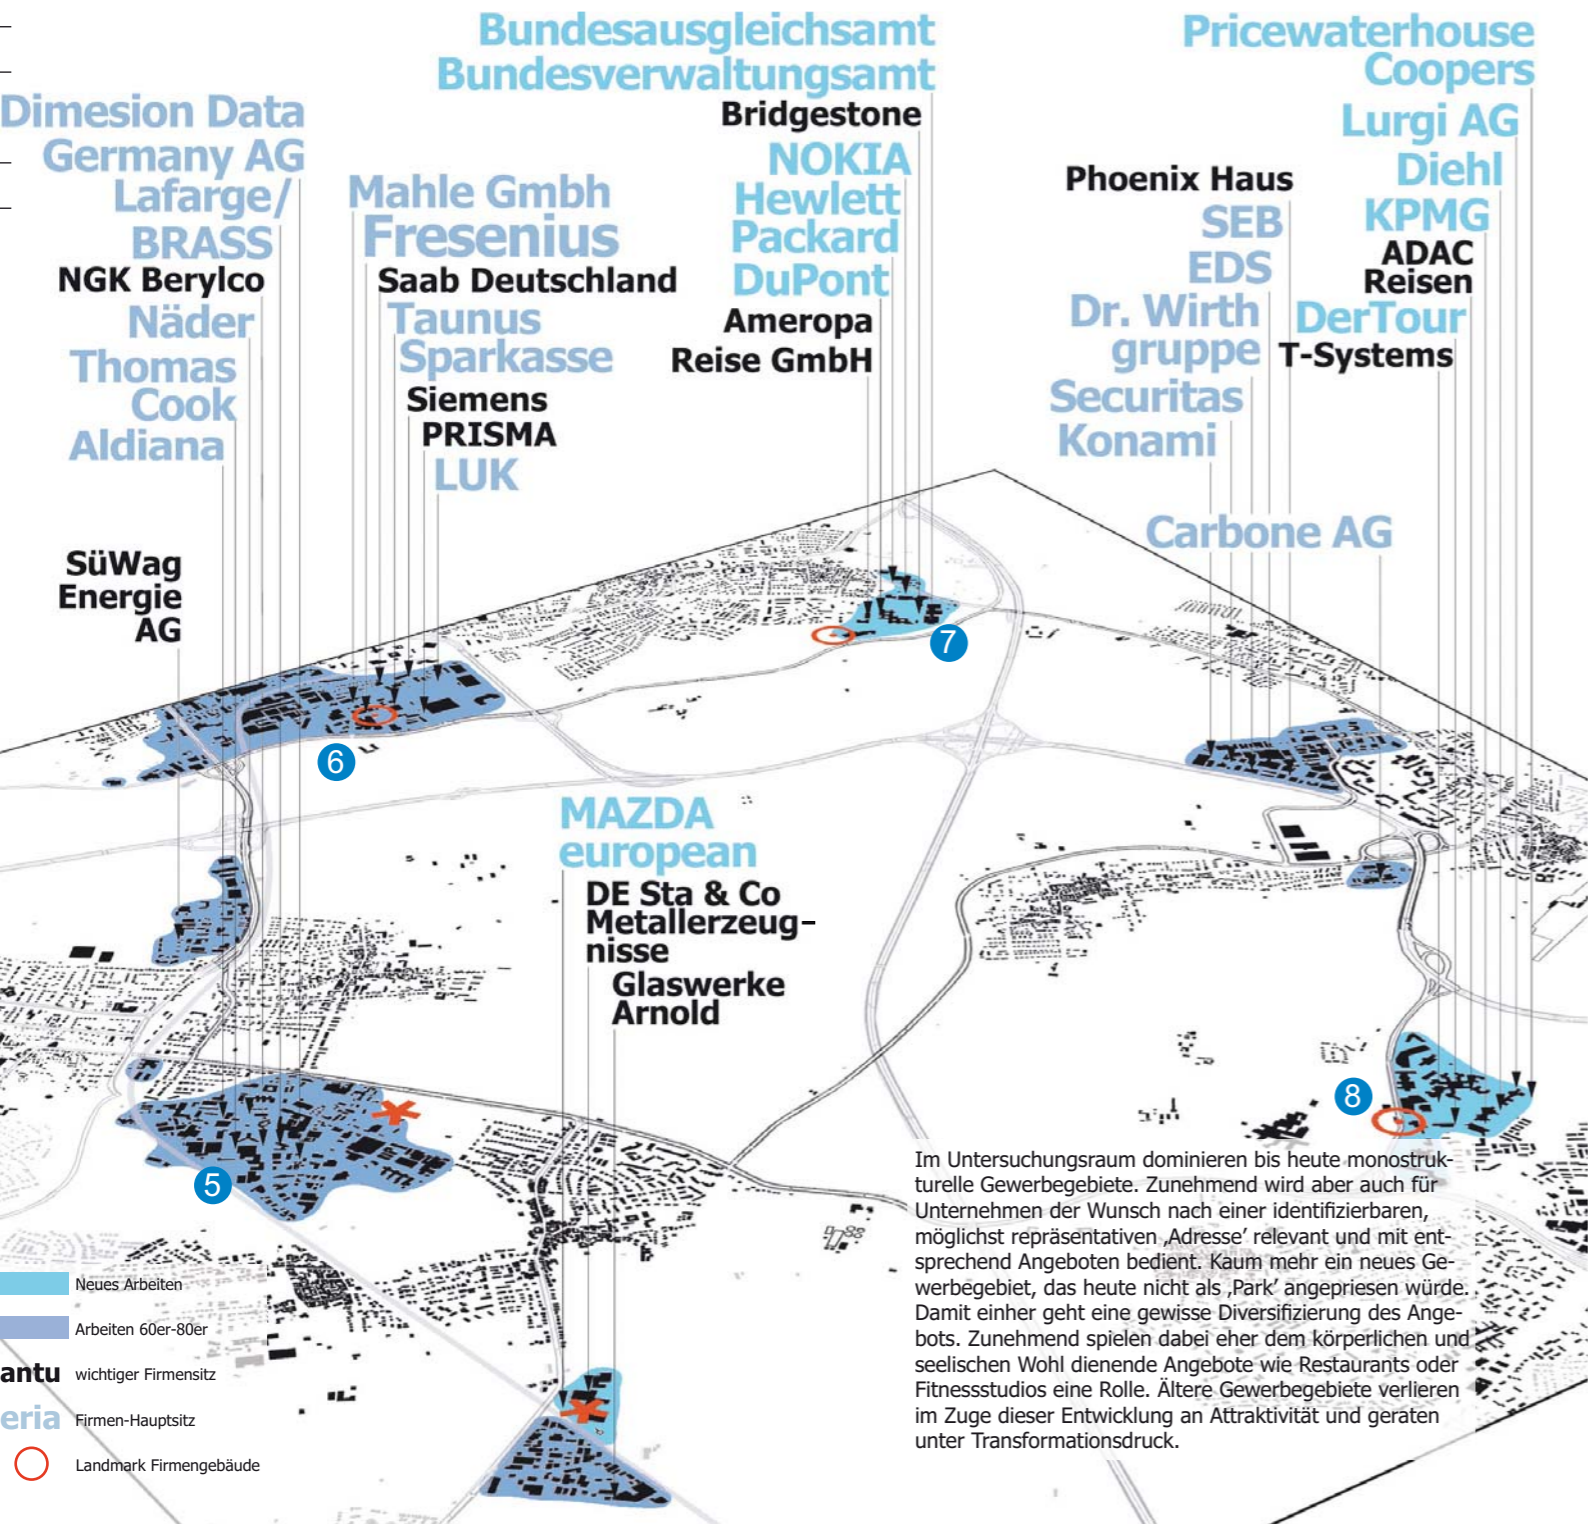 Bundesausgleichsamt
Bundesverwaltungsamt
Bridgestone
NOKIA
Hewlett
Packard
DuPont
Ameropa
Reise GmbH
Pricewaterhouse
Coopers
Lurgi AG
Diehl
KPMG
ADAC
Reisen
DerTour
T-Systems
Phoenix Haus
SEB
EDS
Dr. Wirth
gruppe
Securitas
Konami
Carbone AG
Dimesion Data
Germany AG
Lafarge/
BRASS
NGK Berylco
Näder
Thomas
Cook
Aldiana
SüWag
Energie
AG
Mahle Gmbh
Fresenius
Saab Deutschland
Taunus
Sparkasse
Siemens
PRISMA
LUK
7
6
MAZDA
european
DE Sta & Co
Metallerzeug-
nisse
Glaswerke
Arnold
8
5
Im Untersuchungsraum dominieren bis heute monostruk-
turelle Gewerbegebiete. Zunehmend wird aber auch für
Unternehmen der Wunsch nach einer identifizierbaren,
möglichst repräsentativen ‚Adresse’ relevant und mit ent-
sprechend Angeboten bedient. Kaum mehr ein neues Ge-
werbegebiet, das heute nicht als ‚Park’ angepriesen würde.
Damit einher geht eine gewisse Diversifizierung des Ange-
bots. Zunehmend spielen dabei eher dem körperlichen und
seelischen Wohl dienende Angebote wie Restaurants oder
Fitnessstudios eine Rolle. Ältere Gewerbegebiete verlieren
im Zuge dieser Entwicklung an Attraktivität und geraten
unter Transformationsdruck.
Neues Arbeiten
Arbeiten 60er-80er
antu wichtiger Firmensitz
eria Firmen-Hauptsitz
Landmark Firmengebäude